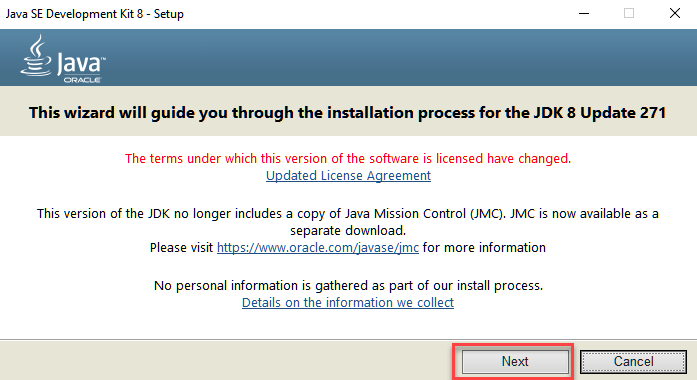 Java SE Development Kit 8 - Setup
Java™
ORACLE
This wizard will guide you through the installation process for the JDK 8 Update 271
The terms under which this version of the software is licensed have changed.
Updated License Agreement
This version of the JDK no longer includes a copy of Java Mission Control (JMC). JMC is now available as a
separate download.
Please visit https://www.oracle.com/javase/jmc for more information
No personal information is gathered as part of our install process.
Details on the information we collect
Next
Cancel